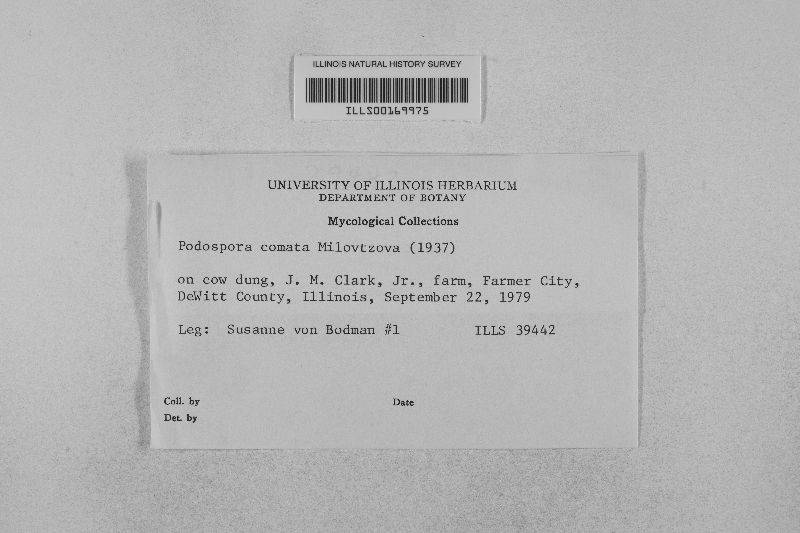 ILLINOIS NATURAL HISTORY SURVEY
ILLS00169975
UNIVERSITY OF ILLINOIS HERBARIUM
DEPARTMENT OF BOTANY
Mycological Collections
Podospora comata Milovtzova (1937)
on cow dung, J. M. Clark, Jr., farm, Farmer City,
DeWitt County, Illinois, September 22, 1979
Leg: Susanne von Bodman #1 ILLS 39442
Coll. by Date
Det. by